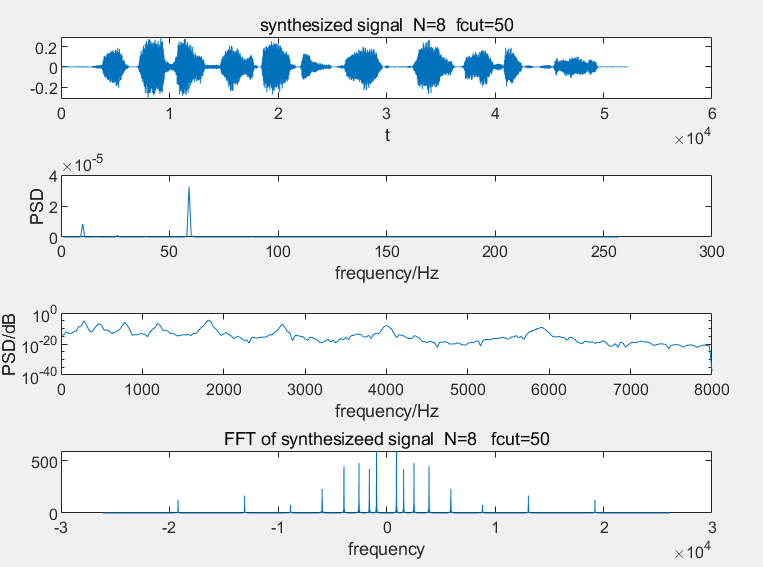 synthesized signal  N=8  fcut=50
0.2
0
-0.2
0 1 2 3 4 5 6
t
×10^4
×10^-5
4
2
0
PSD
0 50 100 150 200 250 300
frequency/Hz
10^0
10^-20
10^-40
PSD/dB
0 1000 2000 3000 4000 5000 6000 7000 8000
frequency/Hz
FFT of synthesizeed signal  N=8   fcut=50
500
0
-3 -2 -1 0 1 2 3
frequency
×10^4